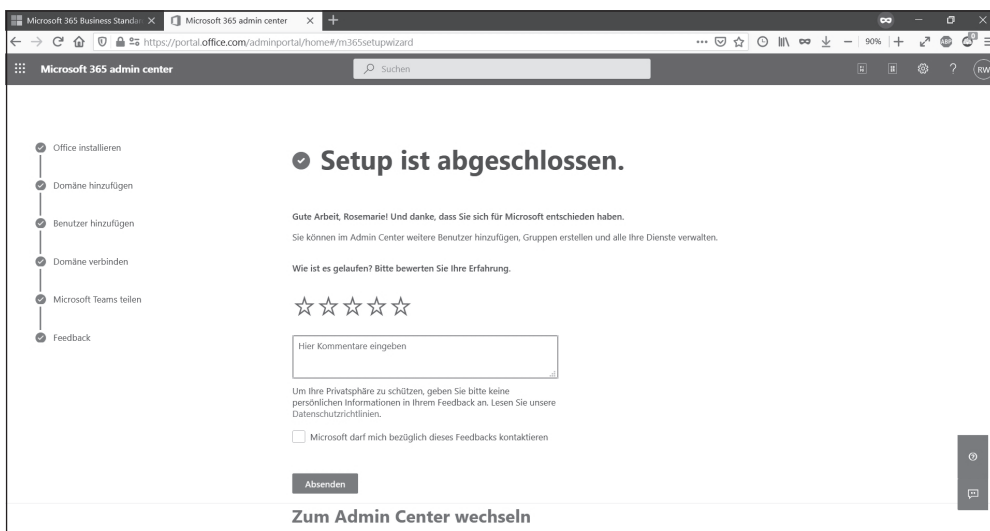 Microsoft 365 Business Standar
Microsoft 365 admin center
https://portal.office.com/adminportal/home#/m365setupwizard
90%
ABP
0
Microsoft 365 admin center
Suchen
RW
Office installieren
Domäne hinzufügen
Benutzer hinzufügen
Domäne verbinden
Microsoft Teams teilen
Feedback
Setup ist abgeschlossen.
Gute Arbeit, Rosemarie! Und danke, dass Sie sich für Microsoft entschieden haben.
Sie können im Admin Center weitere Benutzer hinzufügen, Gruppen erstellen und alle Ihre Dienste verwalten.
Wie ist es gelaufen? Bitte bewerten Sie Ihre Erfahrung.
Hier Kommentare eingeben
Um Ihre Privatsphäre zu schützen, geben Sie bitte keine
persönlichen Informationen in Ihrem Feedback an. Lesen Sie unsere
Datenschutzrichtlinien.
Microsoft darf mich bezüglich dieses Feedbacks kontaktieren
Absenden
Zum Admin Center wechseln